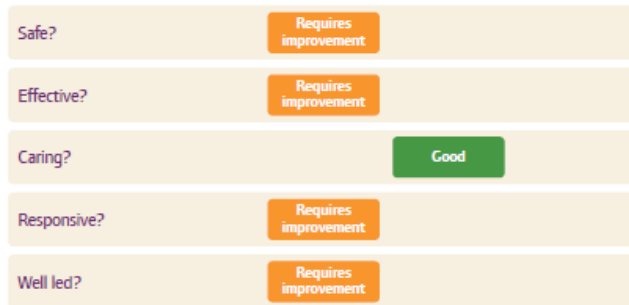 Safe?
Requires
improvement
Effective?
Requires
improvement
Caring?
Good
Responsive?
Requires
improvement
Well led?
Requires
improvement